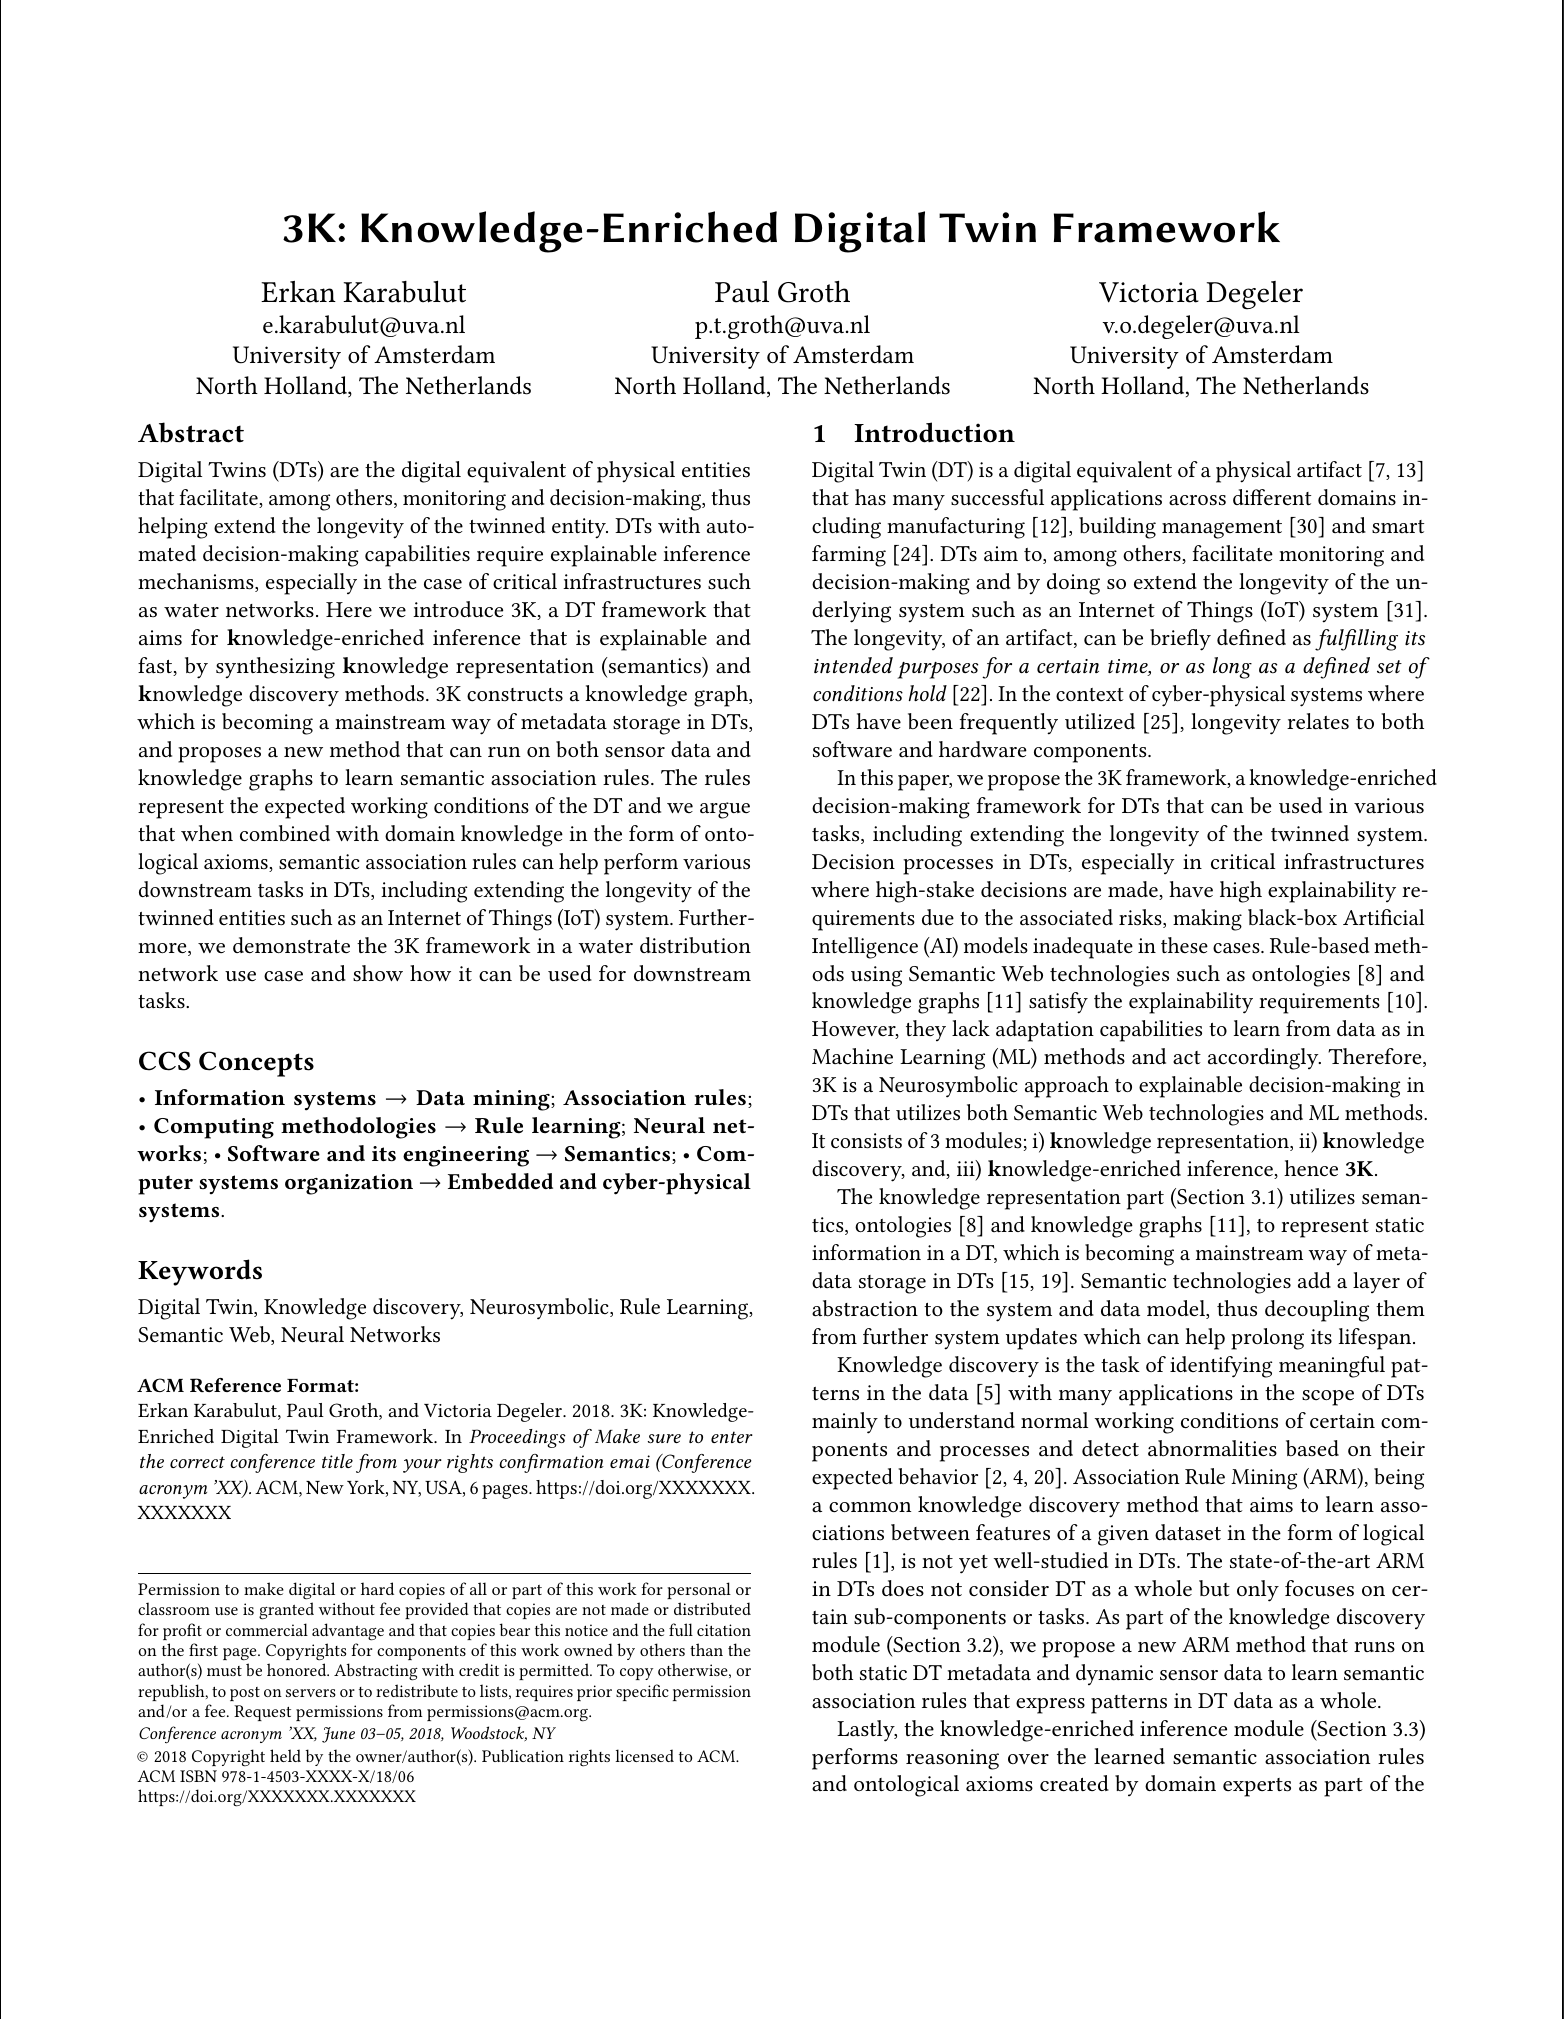 3K: Knowledge-Enriched Digital Twin Framework
Erkan Karabulut
e.karabulut@uva.nl
University of Amsterdam
North Holland, The Netherlands
Paul Groth
p.t.groth@uva.nl
University of Amsterdam
North Holland, The Netherlands
Victoria Degeler
v.o.degeler@uva.nl
University of Amsterdam
North Holland, The Netherlands
Abstract
Digital Twins (DTs) are the digital equivalent of physical entities
that facilitate, among others, monitoring and decision-making, thus
helping extend the longevity of the twinned entity. DTs with auto-
mated decision-making capabilities require explainable inference
mechanisms, especially in the case of critical infrastructures such
as water networks. Here we introduce 3K, a DT framework that
aims for knowledge-enriched inference that is explainable and
fast, by synthesizing knowledge representation (semantics) and
knowledge discovery methods. 3K constructs a knowledge graph,
which is becoming a mainstream way of metadata storage in DTs,
and proposes a new method that can run on both sensor data and
knowledge graphs to learn semantic association rules. The rules
represent the expected working conditions of the DT and we argue
that when combined with domain knowledge in the form of onto-
logical axioms, semantic association rules can help perform various
downstream tasks in DTs, including extending the longevity of the
twinned entities such as an Internet of Things (IoT) system. Further-
more, we demonstrate the 3K framework in a water distribution
network use case and show how it can be used for downstream
tasks.
CCS Concepts
• Information systems → Data mining; Association rules;
• Computing methodologies → Rule learning; Neural net-
works; • Software and its engineering → Semantics; • Com-
puter systems organization → Embedded and cyber-physical
systems.
Keywords
Digital Twin, Knowledge discovery, Neurosymbolic, Rule Learning,
Semantic Web, Neural Networks
ACM Reference Format:
Erkan Karabulut, Paul Groth, and Victoria Degeler. 2018. 3K: Knowledge-
Enriched Digital Twin Framework. In Proceedings of Make sure to enter
the correct conference title from your rights confirmation emai (Conference
acronym ’XX). ACM, New York, NY, USA, 6 pages. https://doi.org/XXXXXXX.
XXXXXXX
Permission to make digital or hard copies of all or part of this work for personal or
classroom use is granted without fee provided that copies are not made or distributed
for profit or commercial advantage and that copies bear this notice and the full citation
on the first page. Copyrights for components of this work owned by others than the
author(s) must be honored. Abstracting with credit is permitted. To copy otherwise, or
republish, to post on servers or to redistribute to lists, requires prior specific permission
and/or a fee. Request permissions from permissions@acm.org.
Conference acronym ’XX, June 03–05, 2018, Woodstock, NY
© 2018 Copyright held by the owner/author(s). Publication rights licensed to ACM.
ACM ISBN 978-1-4503-XXXX-X/18/06
https://doi.org/XXXXXXX.XXXXXXX
1 Introduction
Digital Twin (DT) is a digital equivalent of a physical artifact [7, 13]
that has many successful applications across different domains in-
cluding manufacturing [12], building management [30] and smart
farming [24]. DTs aim to, among others, facilitate monitoring and
decision-making and by doing so extend the longevity of the un-
derlying system such as an Internet of Things (IoT) system [31].
The longevity, of an artifact, can be briefly defined as fulfilling its
intended purposes for a certain time, or as long as a defined set of
conditions hold [22]. In the context of cyber-physical systems where
DTs have been frequently utilized [25], longevity relates to both
software and hardware components.
In this paper, we propose the 3K framework, a knowledge-enriched
decision-making framework for DTs that can be used in various
tasks, including extending the longevity of the twinned system.
Decision processes in DTs, especially in critical infrastructures
where high-stake decisions are made, have high explainability re-
quirements due to the associated risks, making black-box Artificial
Intelligence (AI) models inadequate in these cases. Rule-based meth-
ods using Semantic Web technologies such as ontologies [8] and
knowledge graphs [11] satisfy the explainability requirements [10].
However, they lack adaptation capabilities to learn from data as in
Machine Learning (ML) methods and act accordingly. Therefore,
3K is a Neurosymbolic approach to explainable decision-making in
DTs that utilizes both Semantic Web technologies and ML methods.
It consists of 3 modules; i) knowledge representation, ii) knowledge
discovery, and, iii) knowledge-enriched inference, hence 3K.
The knowledge representation part (Section 3.1) utilizes seman-
tics, ontologies [8] and knowledge graphs [11], to represent static
information in a DT, which is becoming a mainstream way of meta-
data storage in DTs [15, 19]. Semantic technologies add a layer of
abstraction to the system and data model, thus decoupling them
from further system updates which can help prolong its lifespan.
Knowledge discovery is the task of identifying meaningful pat-
terns in the data [5] with many applications in the scope of DTs
mainly to understand normal working conditions of certain com-
ponents and processes and detect abnormalities based on their
expected behavior [2, 4, 20]. Association Rule Mining (ARM), being
a common knowledge discovery method that aims to learn asso-
ciations between features of a given dataset in the form of logical
rules [1], is not yet well-studied in DTs. The state-of-the-art ARM
in DTs does not consider DT as a whole but only focuses on cer-
tain sub-components or tasks. As part of the knowledge discovery
module (Section 3.2), we propose a new ARM method that runs on
both static DT metadata and dynamic sensor data to learn semantic
association rules that express patterns in DT data as a whole.
Lastly, the knowledge-enriched inference module (Section 3.3)
performs reasoning over the learned semantic association rules
and ontological axioms created by domain experts as part of the